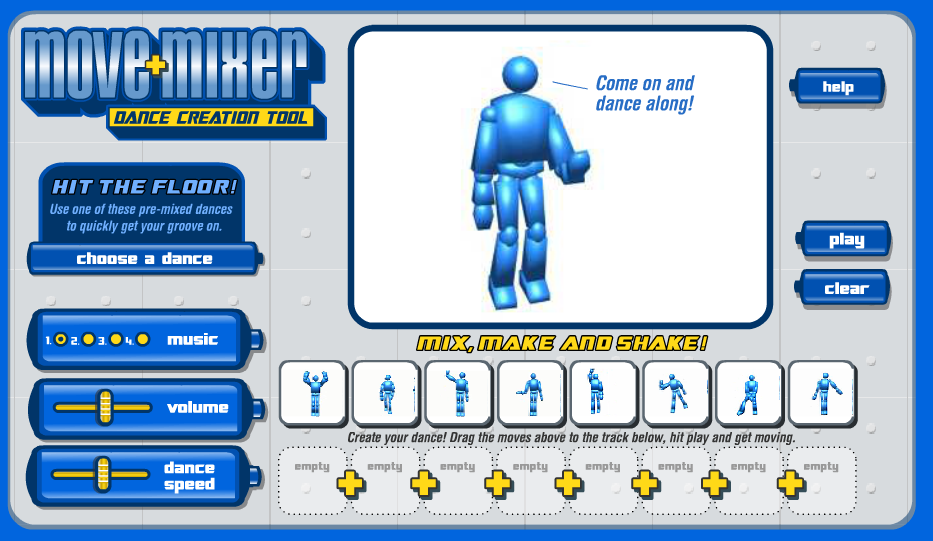 move+mixer
DANCE CREATION TOOL
HIT THE FLOOR!
Use one of these pre-mixed dances
to quickly get your groove on.
choose a dance
1. 2. 3. 4. music
volume
dance
speed
Come on and
dance along!
help
play
clear
MIX, MAKE AND SHAKE!
Create your dance! Drag the moves above to the track below, hit play and get moving.
empty empty empty empty empty empty empty empty